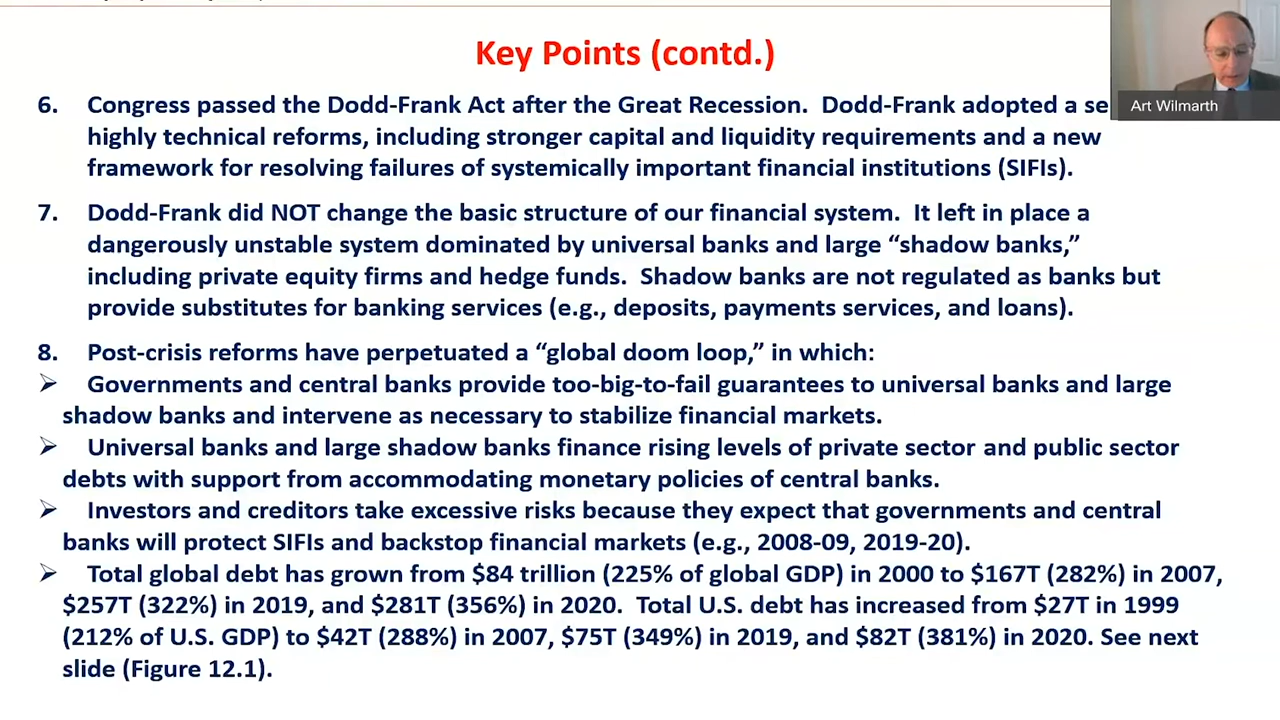 Key Points (contd.)
Art Wilmarth
6. Congress passed the Dodd-Frank Act after the Great Recession. Dodd-Frank adopted a
highly technical reforms, including stronger capital and liquidity requirements and a new
framework for resolving failures of systemically important financial institutions (SIFIs).
7. Dodd-Frank did NOT change the basic structure of our financial system. It left in place a
dangerously unstable system dominated by universal banks and large “shadow banks,”
including private equity firms and hedge funds. Shadow banks are not regulated as banks but
provide substitutes for banking services (e.g., deposits, payments services, and loans).
8. Post-crisis reforms have perpetuated a “global doom loop,” in which:
➢ Governments and central banks provide too-big-to-fail guarantees to universal banks and large
shadow banks and intervene as necessary to stabilize financial markets.
➢ Universal banks and large shadow banks finance rising levels of private sector and public sector
debts with support from accommodating monetary policies of central banks.
➢ Investors and creditors take excessive risks because they expect that governments and central
banks will protect SIFIs and backstop financial markets (e.g., 2008-09, 2019-20).
➢ Total global debt has grown from $84 trillion (225% of global GDP) in 2000 to $167T (282%) in 2007,
$257T (322%) in 2019, and $281T (356%) in 2020. Total U.S. debt has increased from $27T in 1999
(212% of U.S. GDP) to $42T (288%) in 2007, $75T (349%) in 2019, and $82T (381%) in 2020. See next
slide (Figure 12.1).